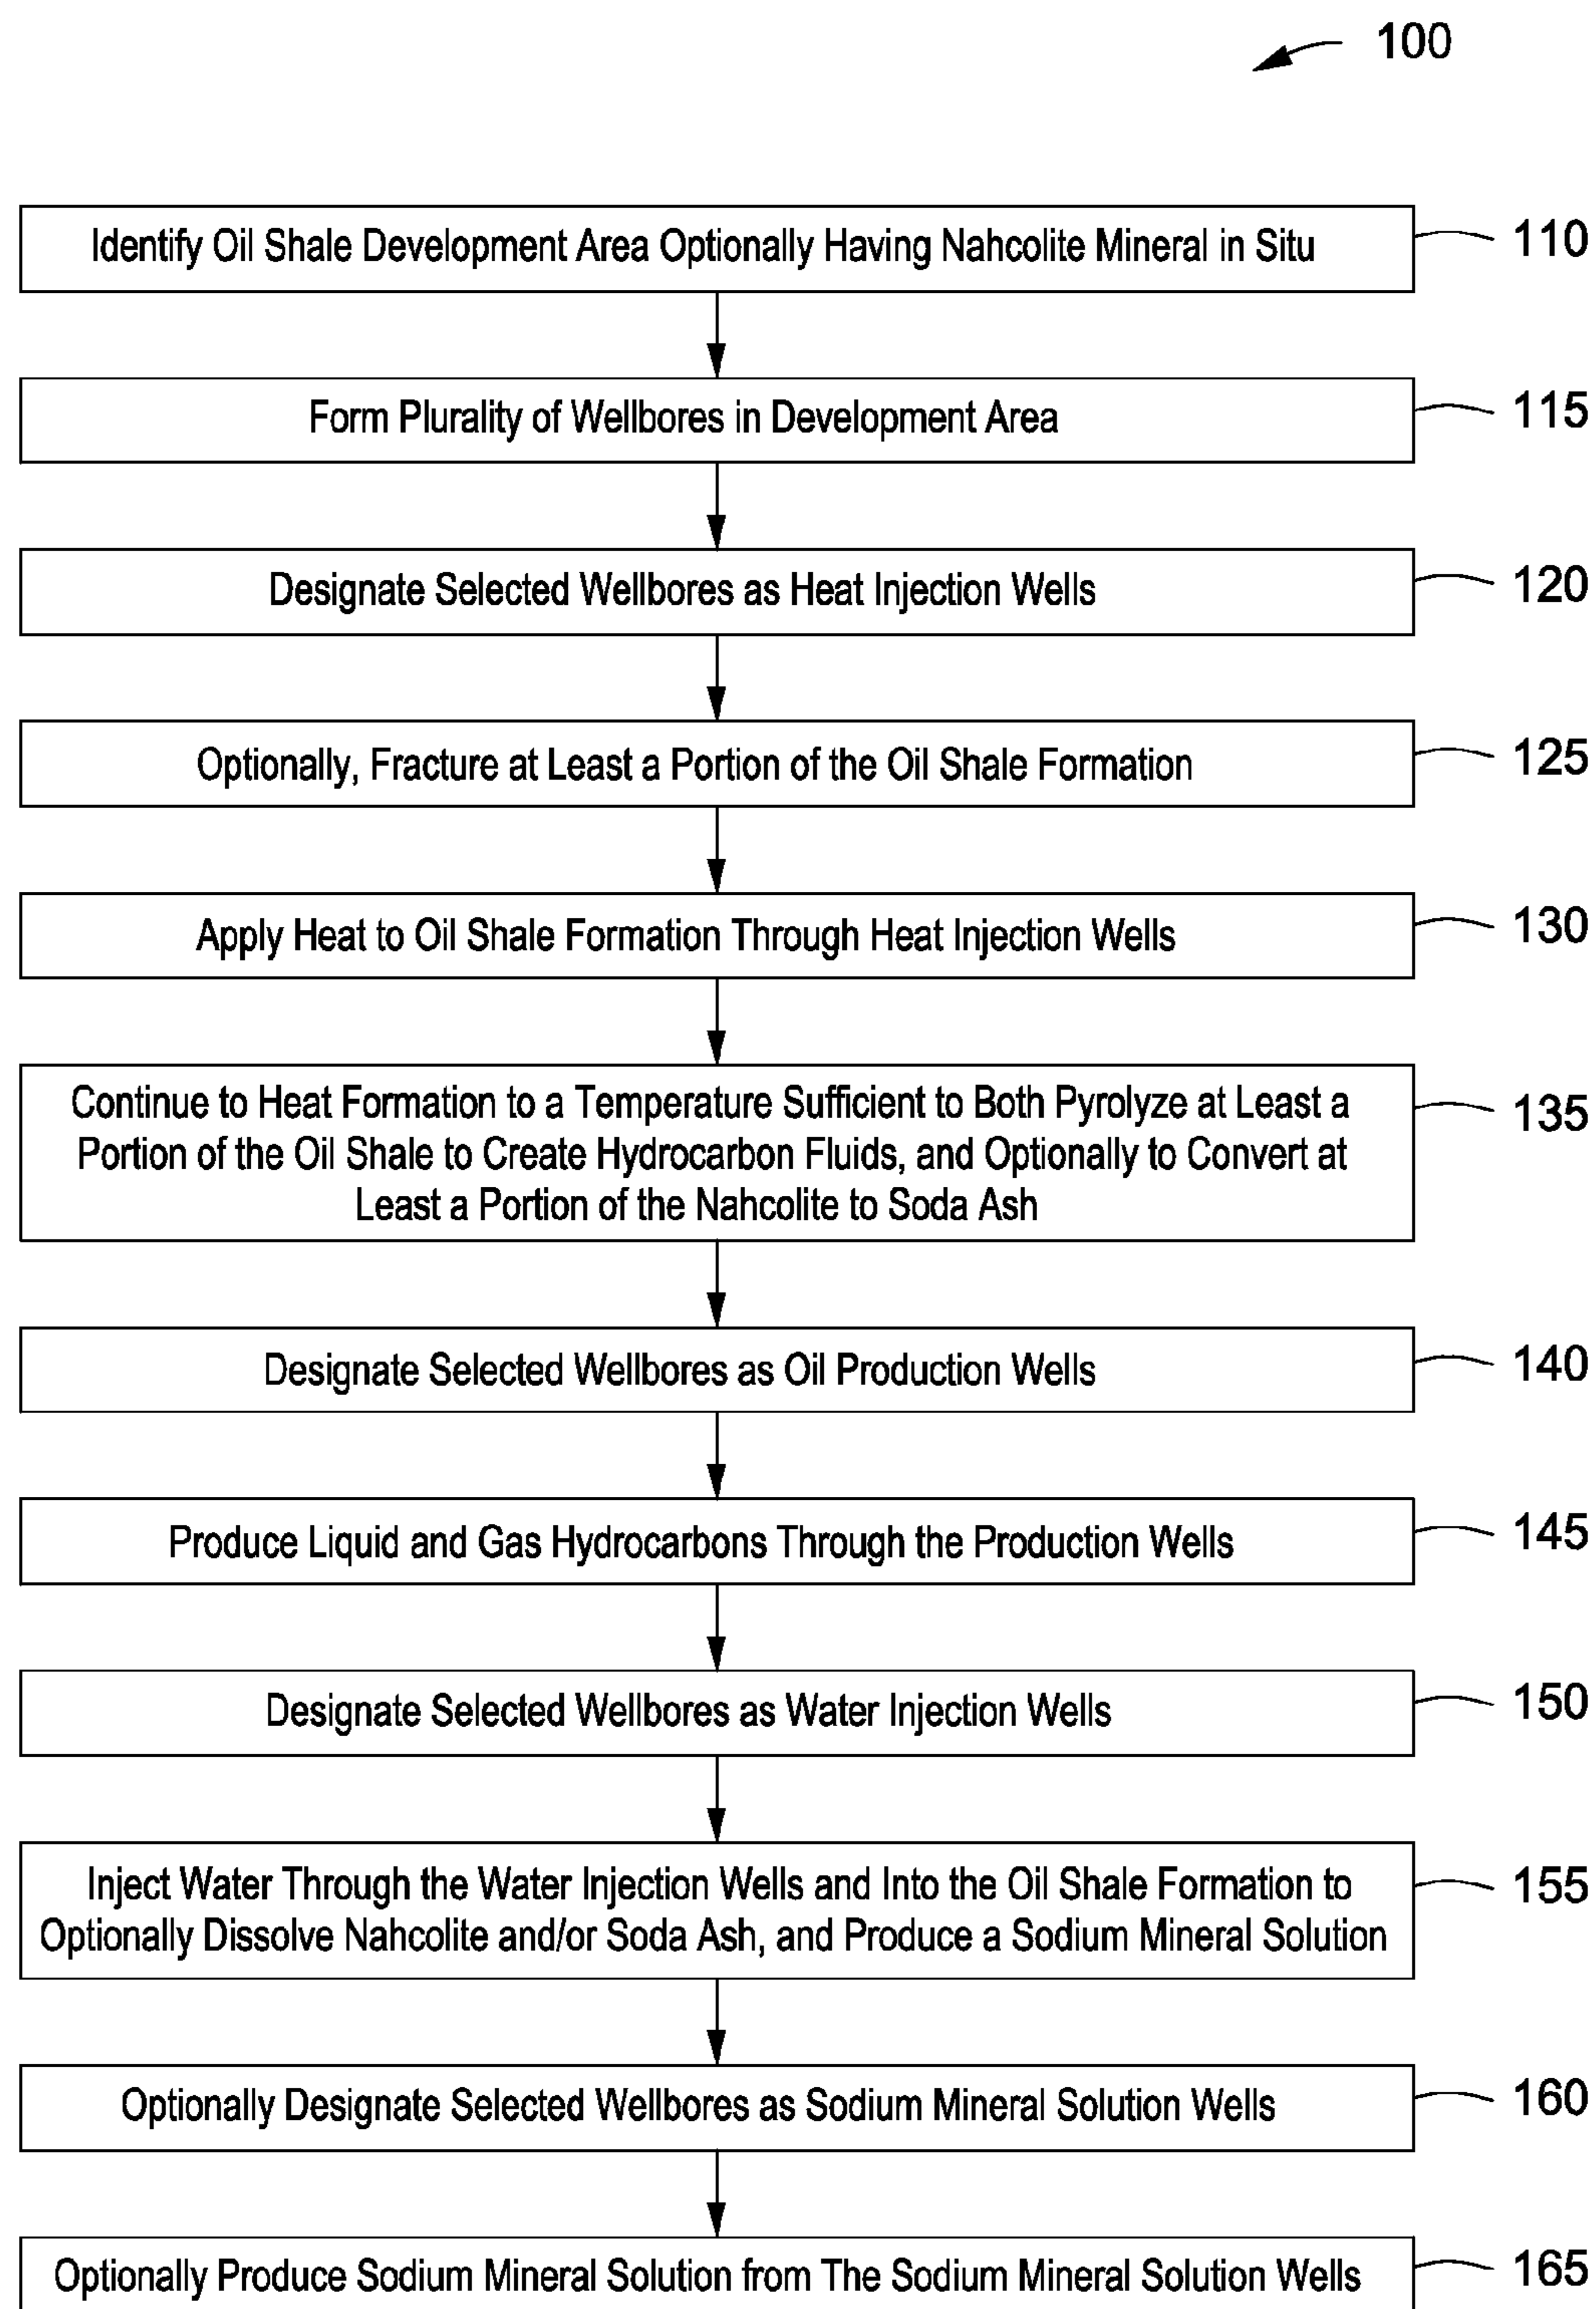 100
Identify Oil Shale Development Area Optionally Having Nahcolite Mineral in Situ
110
Form Plurality of Wellbores in Development Area
115
Designate Selected Wellbores as Heat Injection Wells
120
Optionally, Fracture at Least a Portion of the Oil Shale Formation
125
Apply Heat to Oil Shale Formation Through Heat Injection Wells
130
Continue to Heat Formation to a Temperature Sufficient to Both Pyrolyze at Least a
Portion of the Oil Shale to Create Hydrocarbon Fluids, and Optionally to Convert at
Least a Portion of the Nahcolite to Soda Ash
135
Designate Selected Wellbores as Oil Production Wells
140
Produce Liquid and Gas Hydrocarbons Through the Production Wells
145
Designate Selected Wellbores as Water Injection Wells
150
Inject Water Through the Water Injection Wells and Into the Oil Shale Formation to
Optionally Dissolve Nahcolite and/or Soda Ash, and Produce a Sodium Mineral Solution
155
Optionally Designate Selected Wellbores as Sodium Mineral Solution Wells
160
Optionally Produce Sodium Mineral Solution from The Sodium Mineral Solution Wells
165